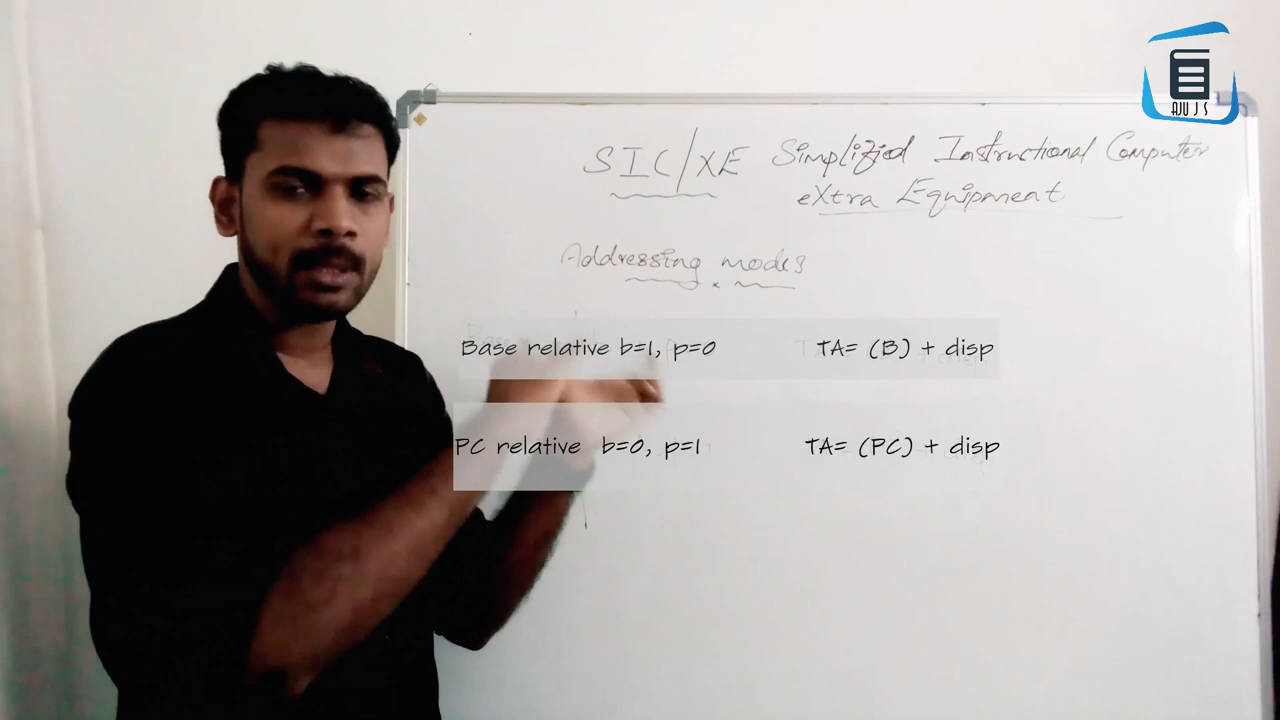 AJU J S
SIC/XE Simplified Instructional Computer
eXtra Equipment
Addressing modes
Base relative b=1, p=0 TA= (B) + disp
PC relative b=0, p=1 TA= (PC) + disp